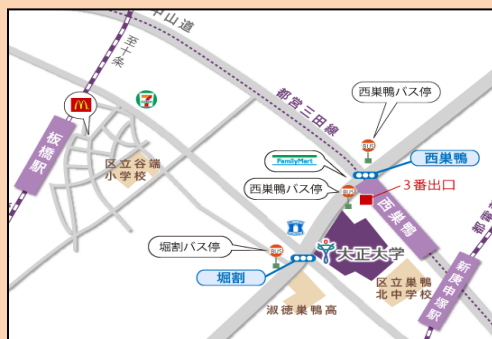 中山道
至十条
都営三田線
西巣鴨バス停
BUS
板橋駅
区立谷端
小学校
FamilyMart
西巣鴨
西巣鴨バス停
BUS
3番出口
西巣鴨
堀割バス停
BUS
大正大学
堀割
区立巣鴨
北中学校
新庚申塚駅
淑徳巣鴨高